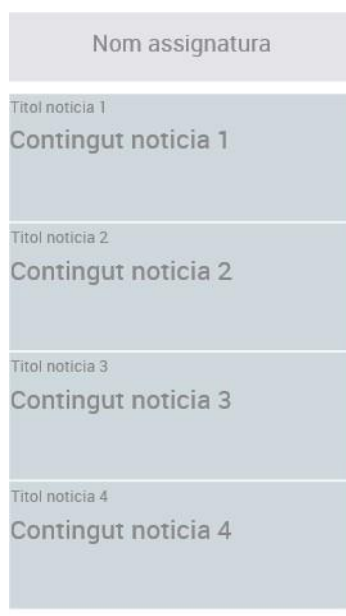 Nom assignatura
Titol noticia 1
Contingut noticia 1
Titol noticia 2
Contingut noticia 2
Titol noticia 3
Contingut noticia 3
Titol noticia 4
Contingut noticia 4